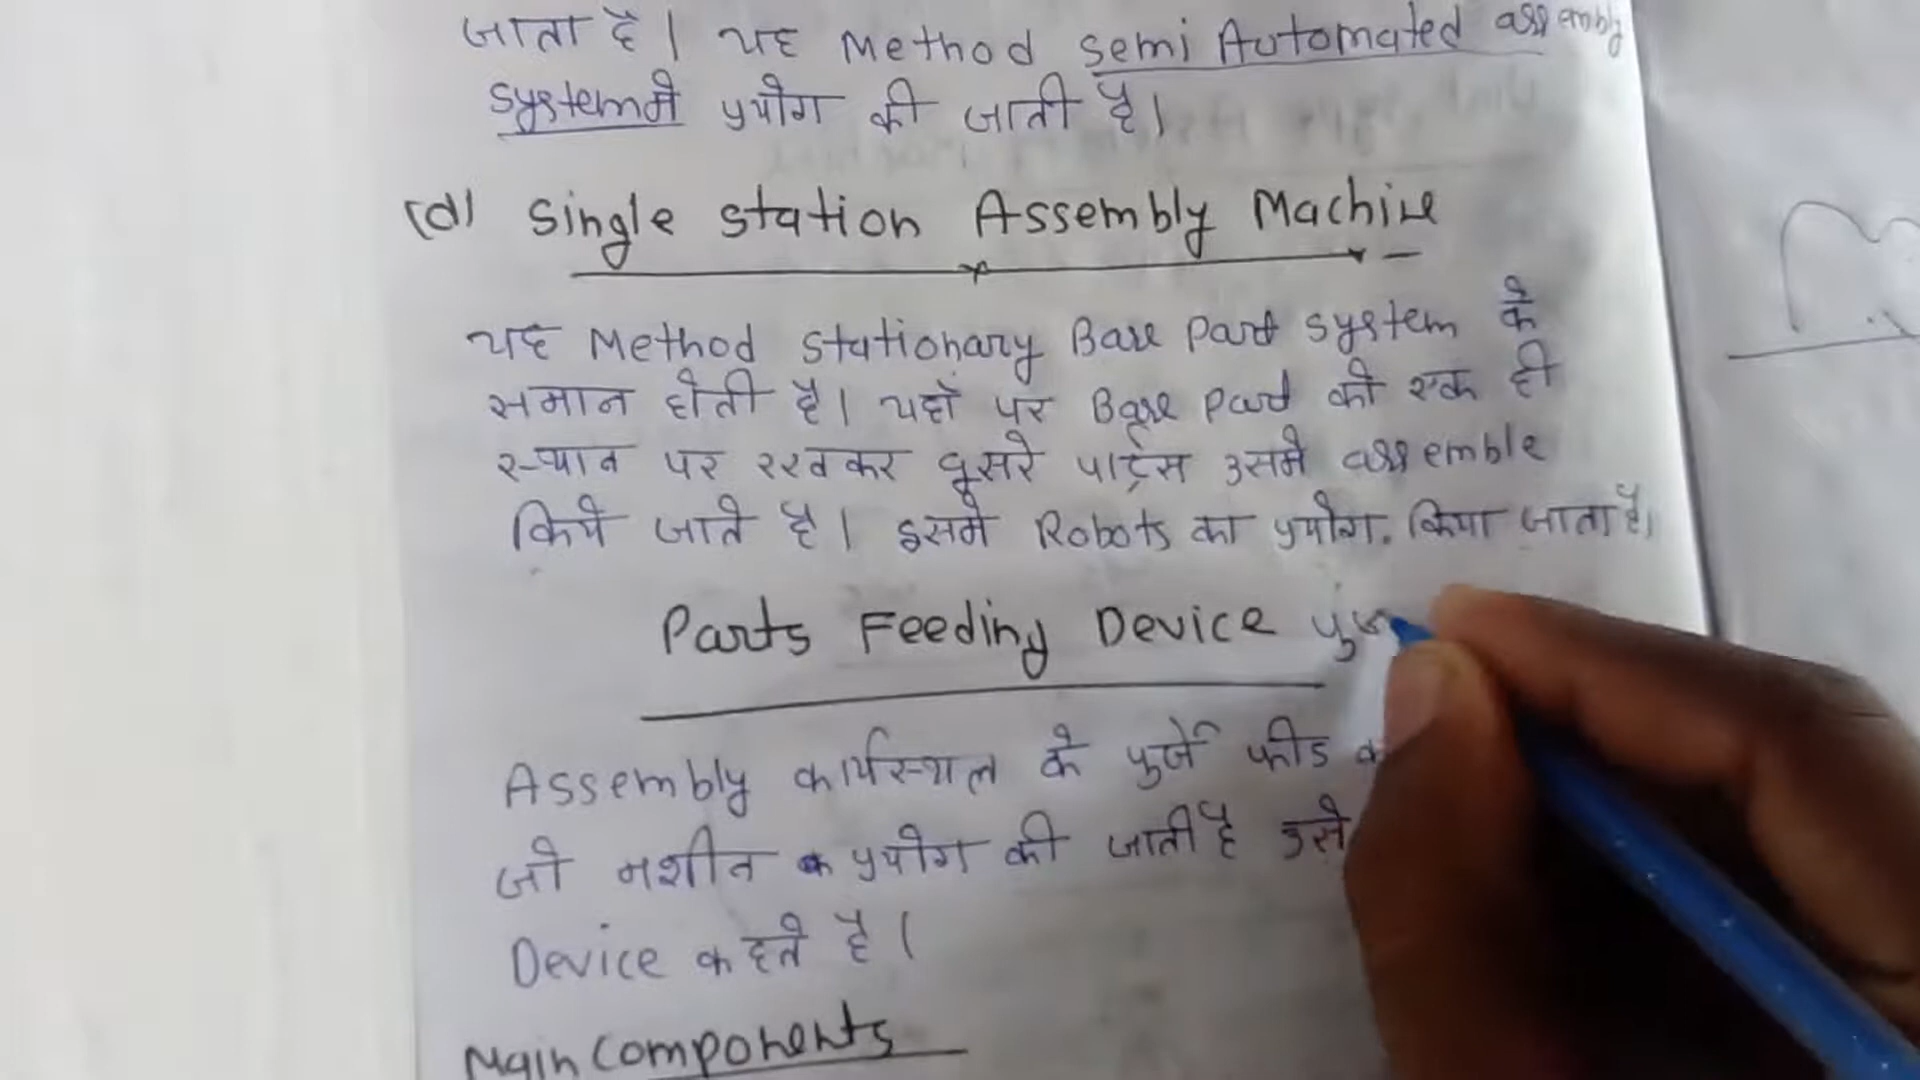 जाता है। यह Method semi Automated assembly
systemमे प्रयोग की जाती है।
(d) Single station Assembly Machine
यह Method stationary Base Part system के
समान होती है। यहाँ पर Base Part को एक ही
स्थान पर रखकर दूसरे पार्ट्स उसमे assemble
किये जाते है। इसमे Robots का प्रयोग किया जाता है।
Parts Feeding Device
Assembly कार्यस्थल के पुर्जे फीड
जो मशीन क प्रयोग की जाती है उसे
Device कहते है।
Main Components